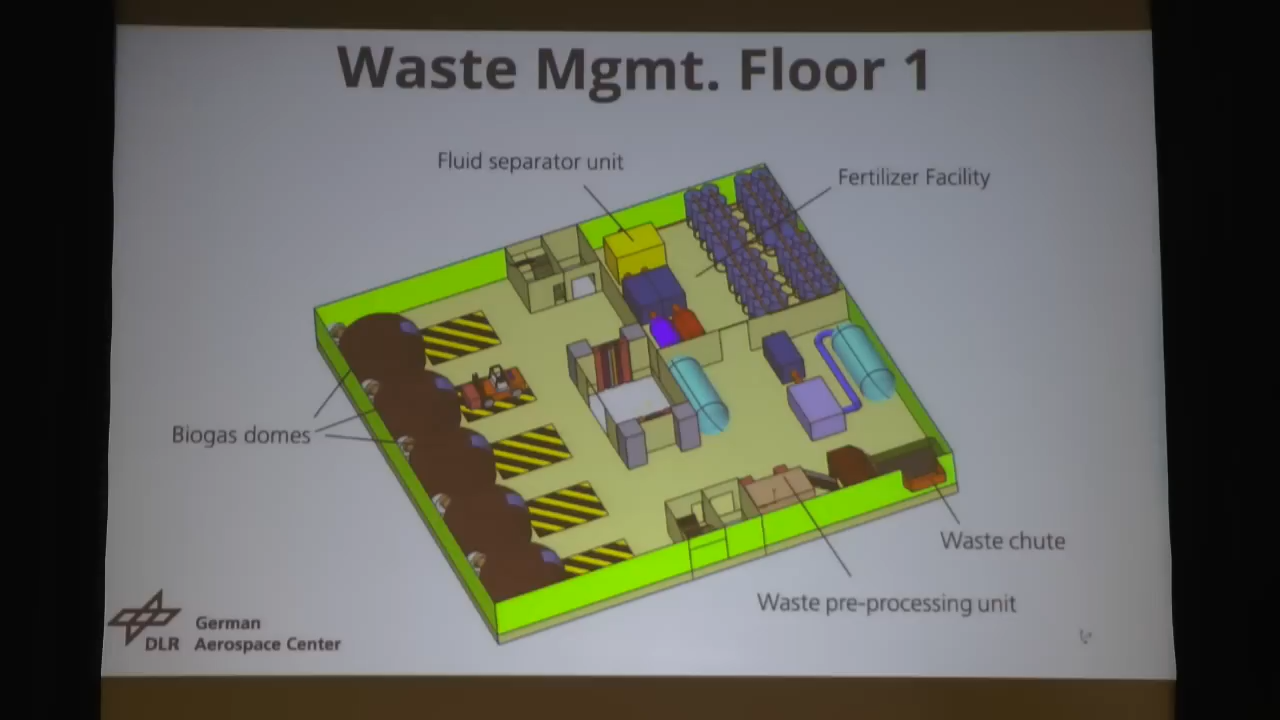 Waste Mgmt. Floor 1
Fluid separator unit
Fertilizer Facility
Biogas domes
Waste chute
Waste pre-processing unit
German
DLR Aerospace Center